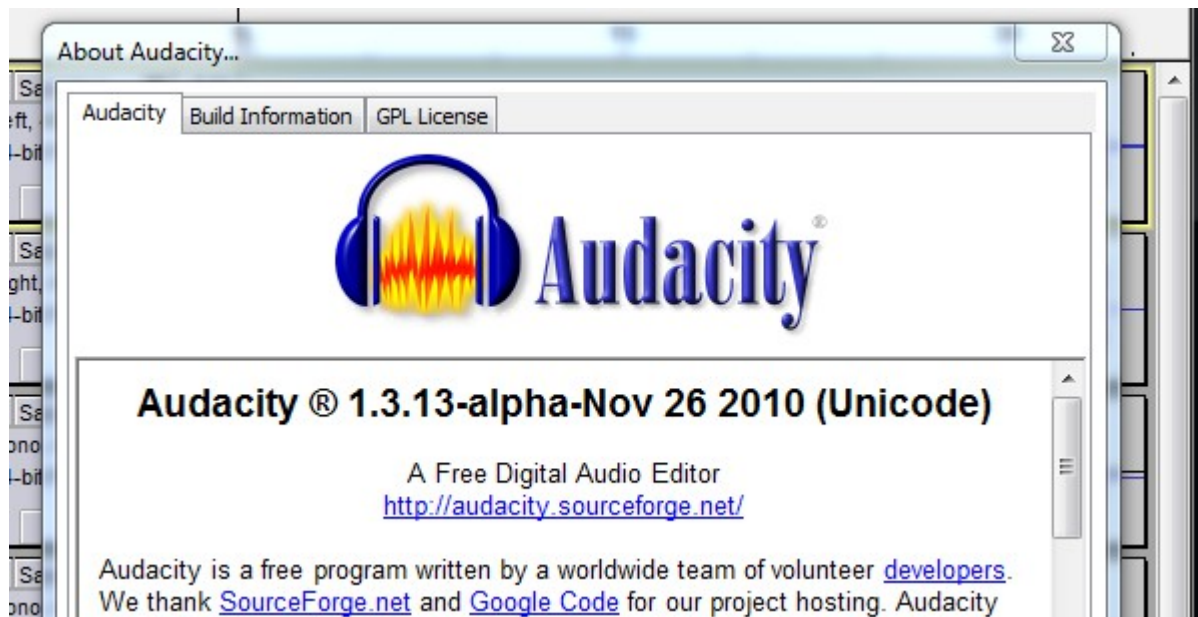 About Audacity...
Audacity Build Information GPL License
Audacity ®
Audacity ® 1.3.13-alpha-Nov 26 2010 (Unicode)
A Free Digital Audio Editor
http://audacity.sourceforge.net/
Audacity is a free program written by a worldwide team of volunteer developers.
We thank SourceForge.net and Google Code for our project hosting. Audacity